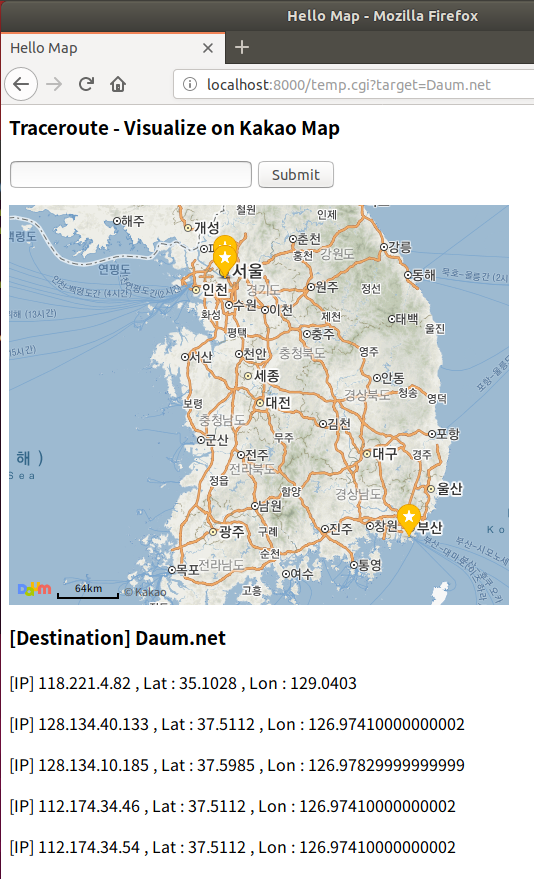 Hello Map - Mozilla Firefox
Hello Map
localhost:8000/temp.cgi?target=Daum.net
Traceroute - Visualize on Kakao Map
Submit
철원
인제
해주
개성
춘천
강릉
백령도
연평도
서울
홍천
강원도
동해
인천
경기도
수원
이천
원주
정선
화성
제천
태백
울진
평택
충주
서산
천안
충청북도
영주
세종
안동
보령
대전
경상북도
청송
영덕
충청남도
김천
포항
군산
전주
무주
대구
경주
해 )
Sea
전라북도
정읍
함양
경상남도
울산
남원
광주
구례
진주
창원
부산
순천
목포
전라남도
여수
통영
고흥
Daum
64km
© Kakao
[Destination] Daum.net
[IP] 118.221.4.82 , Lat : 35.1028 , Lon : 129.0403
[IP] 128.134.40.133 , Lat : 37.5112 , Lon : 126.97410000000002
[IP] 128.134.10.185 , Lat : 37.5985 , Lon : 126.97829999999999
[IP] 112.174.34.46 , Lat : 37.5112 , Lon : 126.97410000000002
[IP] 112.174.34.54 , Lat : 37.5112 , Lon : 126.97410000000002